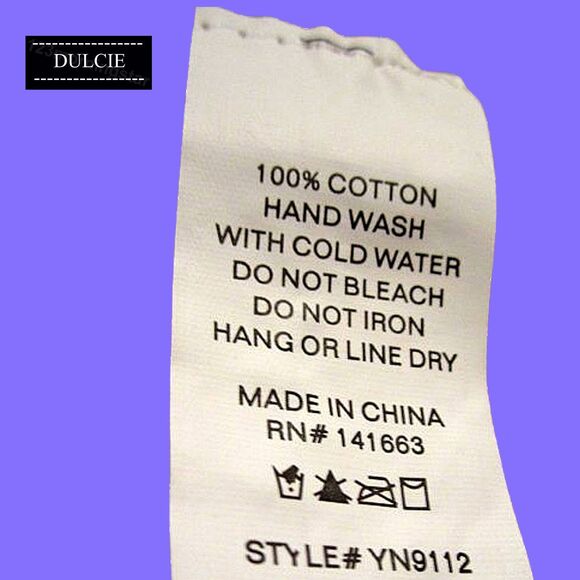 DULCIE
100% COTTON
HAND WASH
WITH COLD WATER
DO NOT BLEACH
DO NOT IRON
HANG OR LINE DRY
MADE IN CHINA
RN# 141663
STYLE# YN9112